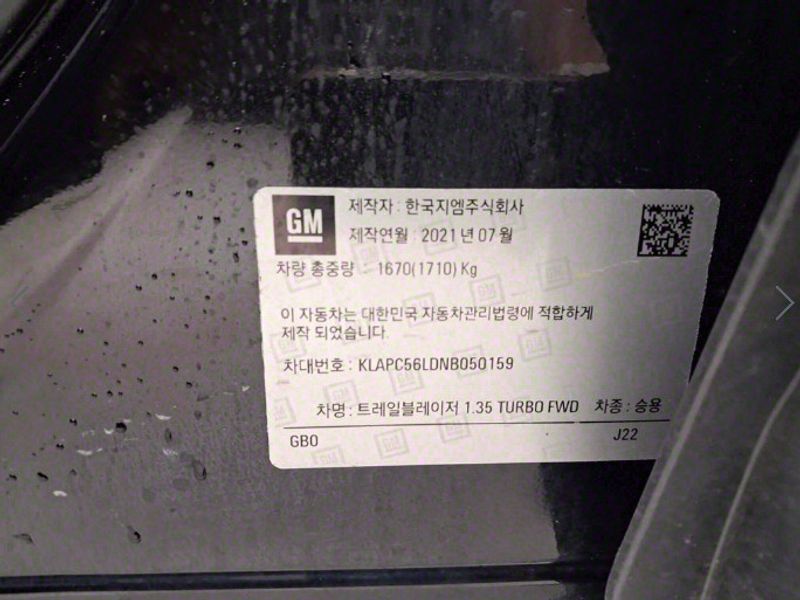 GM
제작자 : 한국지엠주식회사
제작연월 : 2021 년 07 월
차량 총중량 : 1670(1710) Kg
이 자동차는 대한민국 자동차관리법령에 적합하게
제작 되었습니다.
차대번호 : KLAPC56LDNB050159
차명 : 트레일블레이저 1.35 TURBO FWD 차종 : 승용
GB0 J22